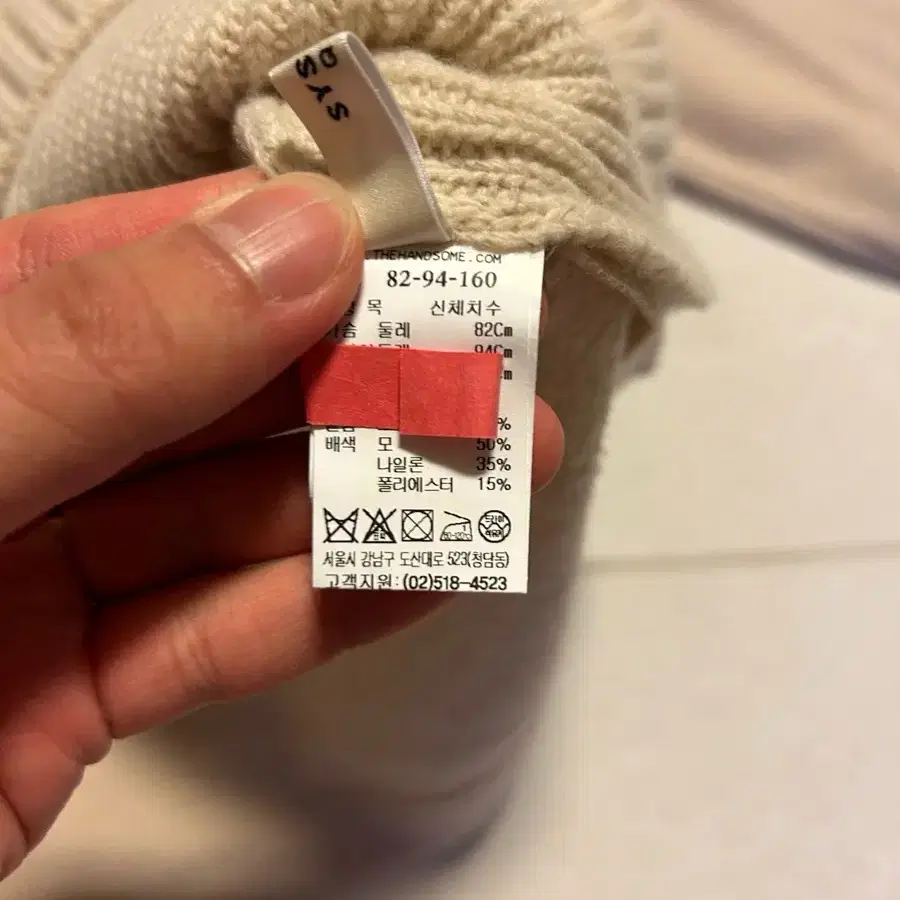 SYS
THEHANDSOME.COM
82-94-160
목 신체치수
둘레 82Cm
94Cm
%
배색 모 50%
나일론 35%
폴리에스터 15%
서울시 강남구 도산대로 523(청담동)
고객지원: (02)518-4523